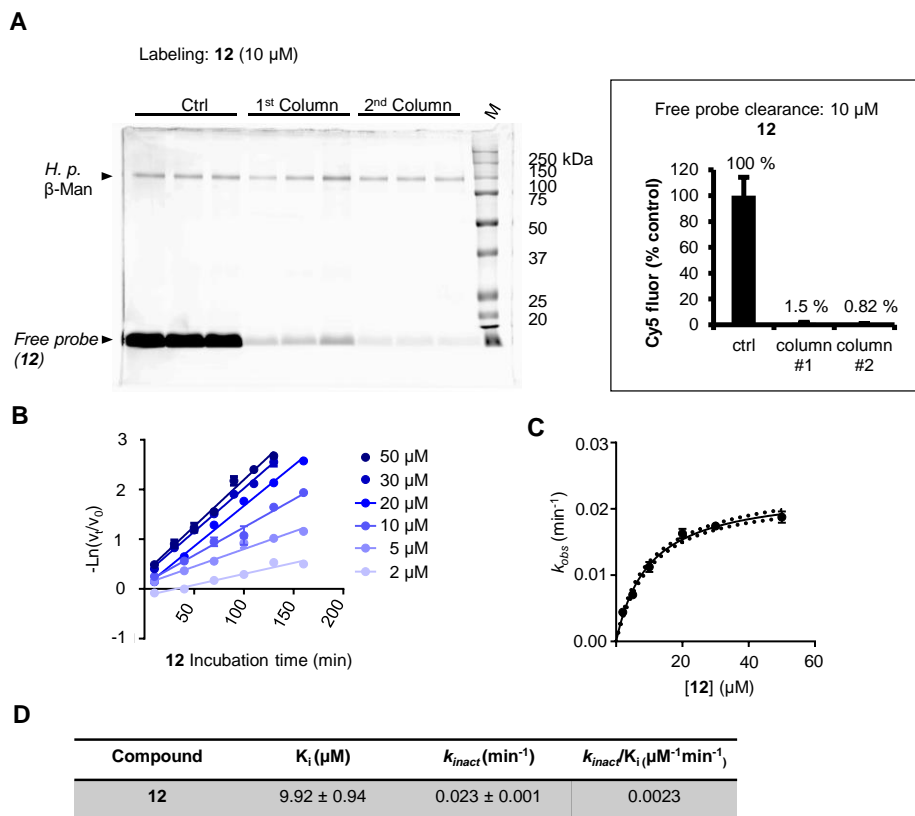 A
Labeling: 12 (10 µM)
Ctrl 1st Column 2nd Column M
H. p.
β-Man
250 kDa
150
100
75
50
37
25
20
Free probe
(12)
Free probe clearance: 10 µM
12
Cy5 fluor (% control)
120
100
80
60
40
20
0
100 %
1.5 %
0.82 %
ctrl column column
#1 #2
B
-Ln(vt/v0)
3
2
1
0
-1
50 100 150 200
12 Incubation time (min)
50 µM
30 µM
20 µM
10 µM
5 µM
2 µM
C
kobs (min-1)
0.03
0.02
0.01
0.00
20 40 60
[12] (µM)
D
Compound Ki (µM) kinact (min-1) kinact/Ki (µM-1min-1)
12 9.92 ± 0.94 0.023 ± 0.001 0.0023